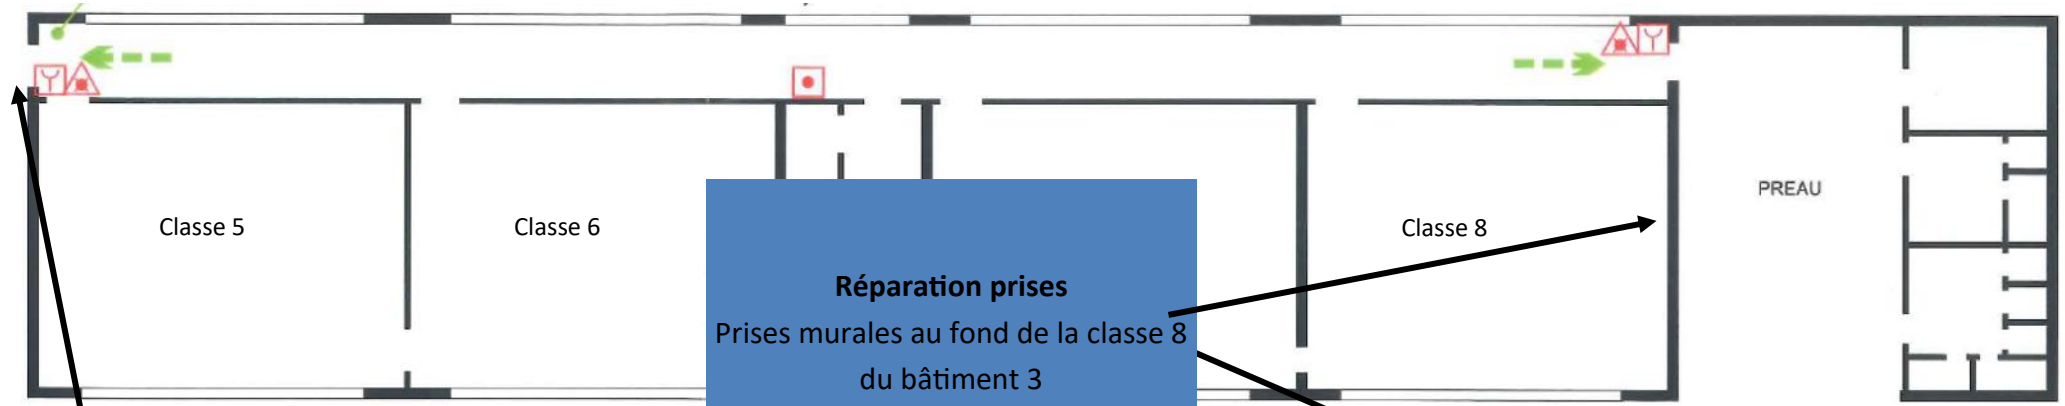 Classe 5
Classe 6
Classe 8
PREAU
Réparation prises
Prises murales au fond de la classe 8
du bâtiment 3